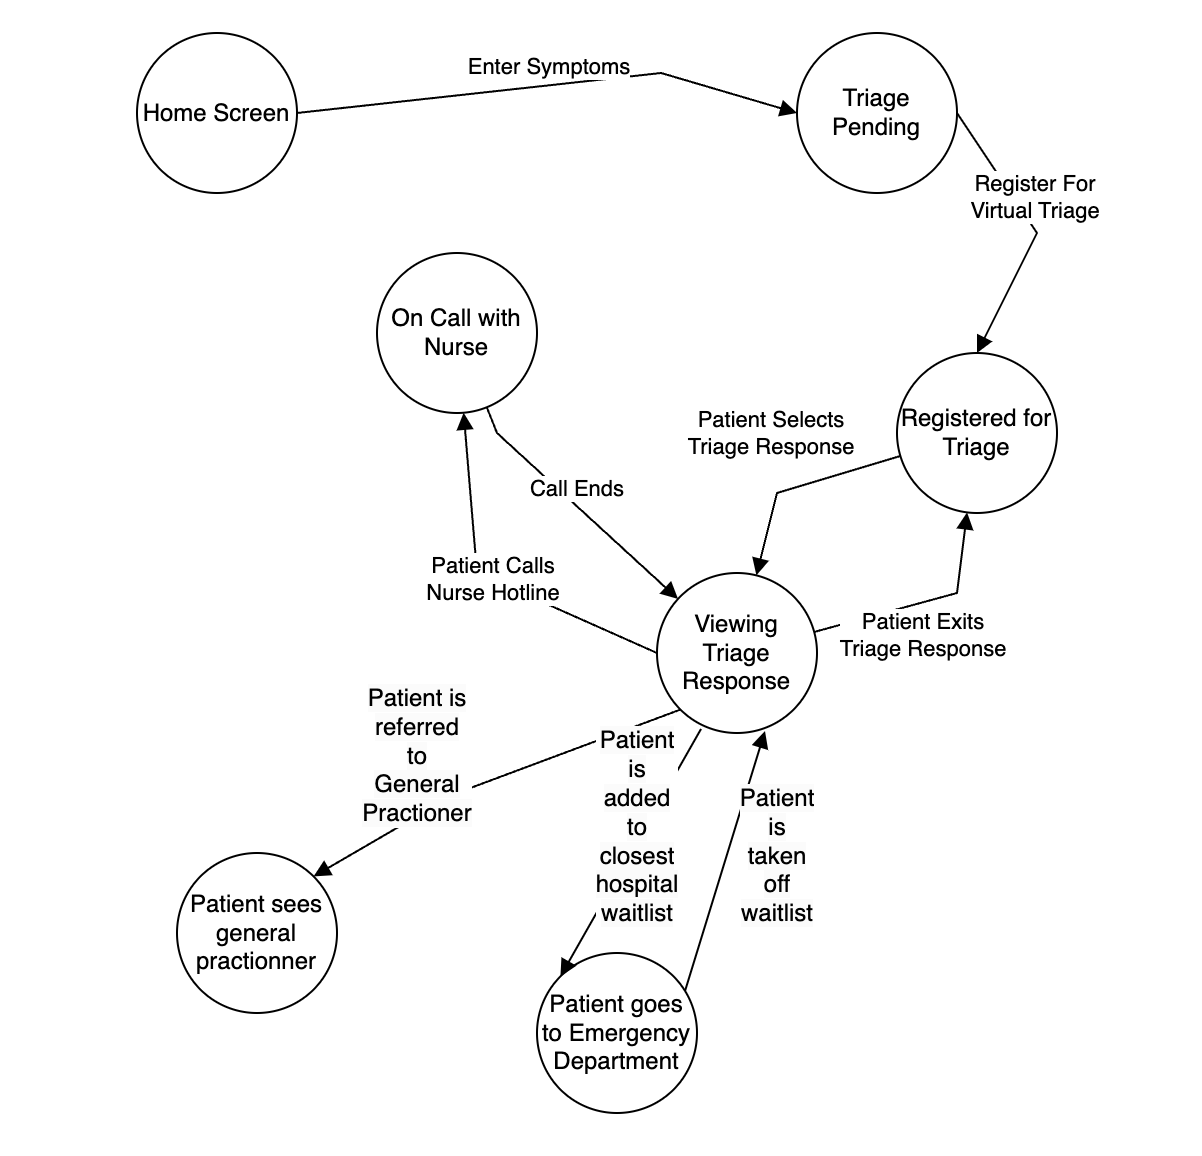 Enter Symptoms
Home Screen
Triage
Pending
Register For
Virtual Triage
On Call with
Nurse
Registered for
Triage
Patient Selects
Triage Response
Call Ends
Patient Calls
Nurse Hotline
Viewing
Triage
Response
Patient Exits
Triage Response
Patient is
referred
to
General
Practioner
Patient
is
added
to
closest
hospital
waitlist
Patient
is
taken
off
waitlist
Patient sees
general
practionner
Patient goes
to Emergency
Department